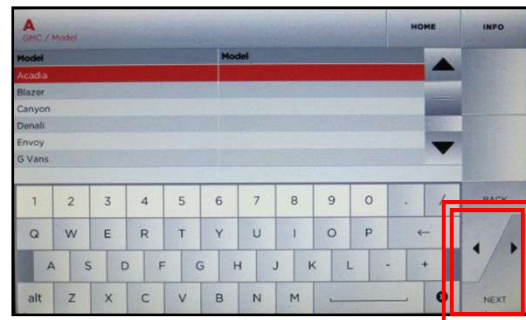 A
HOME
INFO
GMC / Model
Model Model
Acadia
Blazer
Canyon
Denali
Envoy
G Vans
1 2 3 4 5 6 7 8 9 0 . /
BACK
Q W E R T Y U I O P ←
A S D F G H J K L - +
alt Z X C V B N M
NEXT